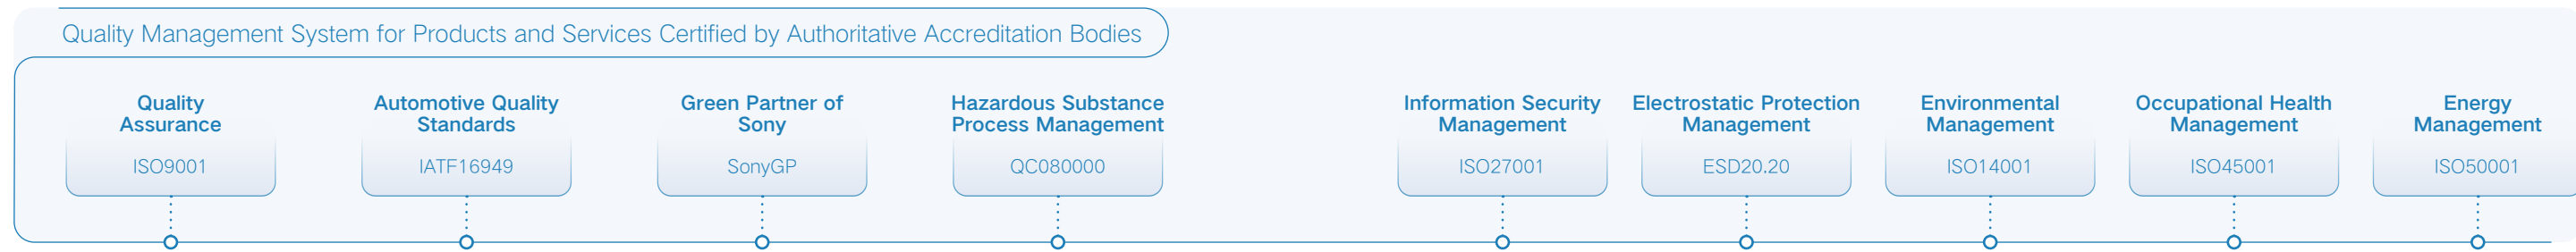 Quality Management System for Products and Services Certified by Authoritative Accreditation Bodies
Quality
Assurance
ISO9001
Automotive Quality
Standards
IATF16949
Green Partner of
Sony
SonyGP
Hazardous Substance
Process Management
QC080000
Information Security
Management
ISO27001
Electrostatic Protection
Management
ESD20.20
Environmental
Management
ISO14001
Occupational Health
Management
ISO45001
Energy
Management
ISO50001